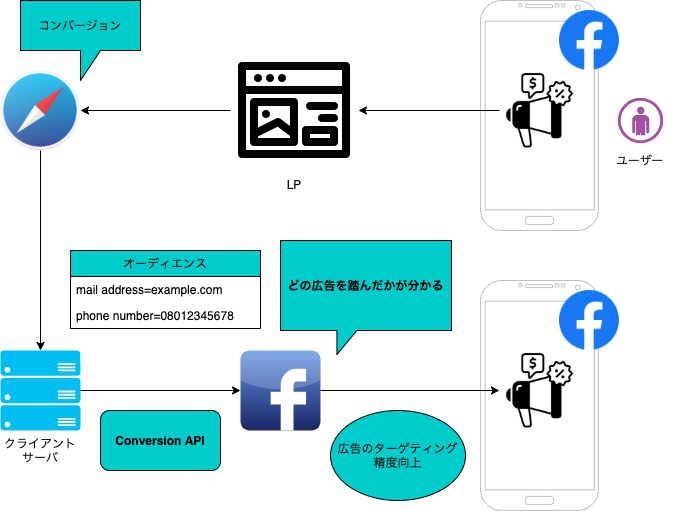 コンバージョン
LP
ユーザー
オーディエンス
mail address=example.com
phone number=08012345678
どの広告を踏んだかが分かる
クライアント
サーバ
Conversion API
広告のターゲティング
精度向上